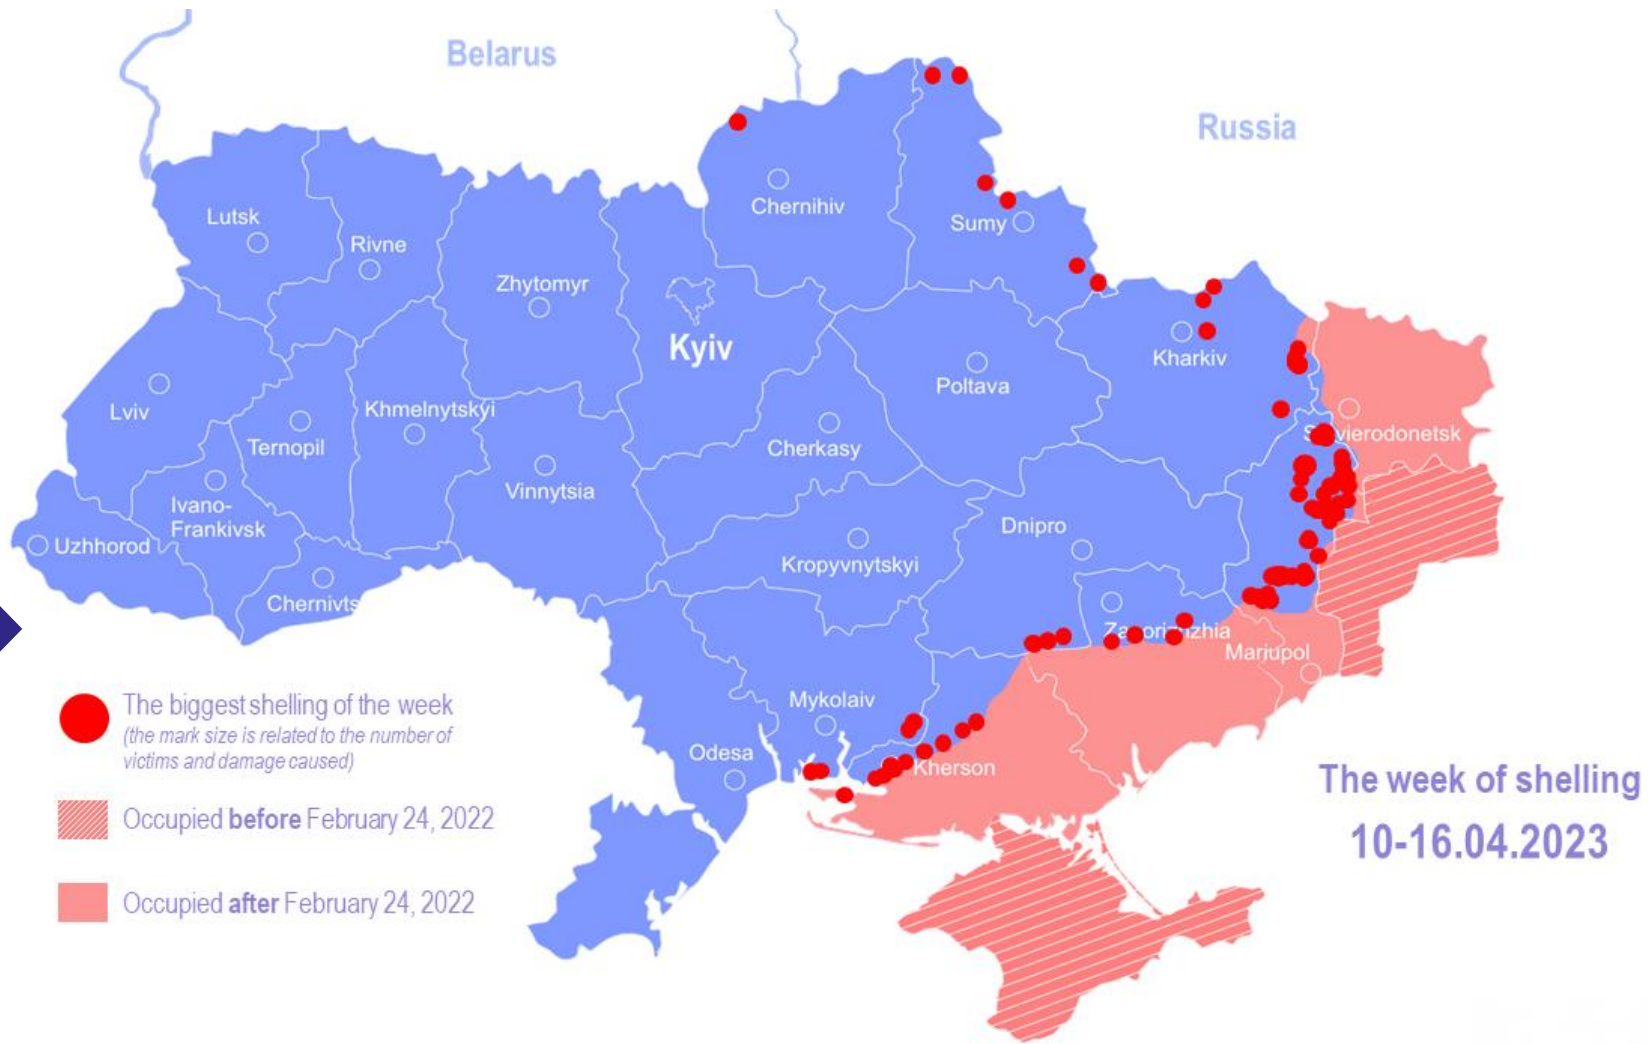 Belarus
Russia
Chernihiv
Lutsk
Sumy
Rivne
Zhytomyr
Kyiv
Kharkiv
Poltava
Lviv
Khmelnytskyi
Ternopil
Cherkasy
Vinnytsia
Ivano-
Frankivsk
Dnipro
Uzhhorod
Kropyvnytskyi
Chernivts
Mariupol
Mykolaiv
Odesa
Kherson
The biggest shelling of the week
(the mark size is related to the number of
victims and damage caused)
Occupied before February 24, 2022
Occupied after February 24, 2022
The week of shelling
10-16.04.2023